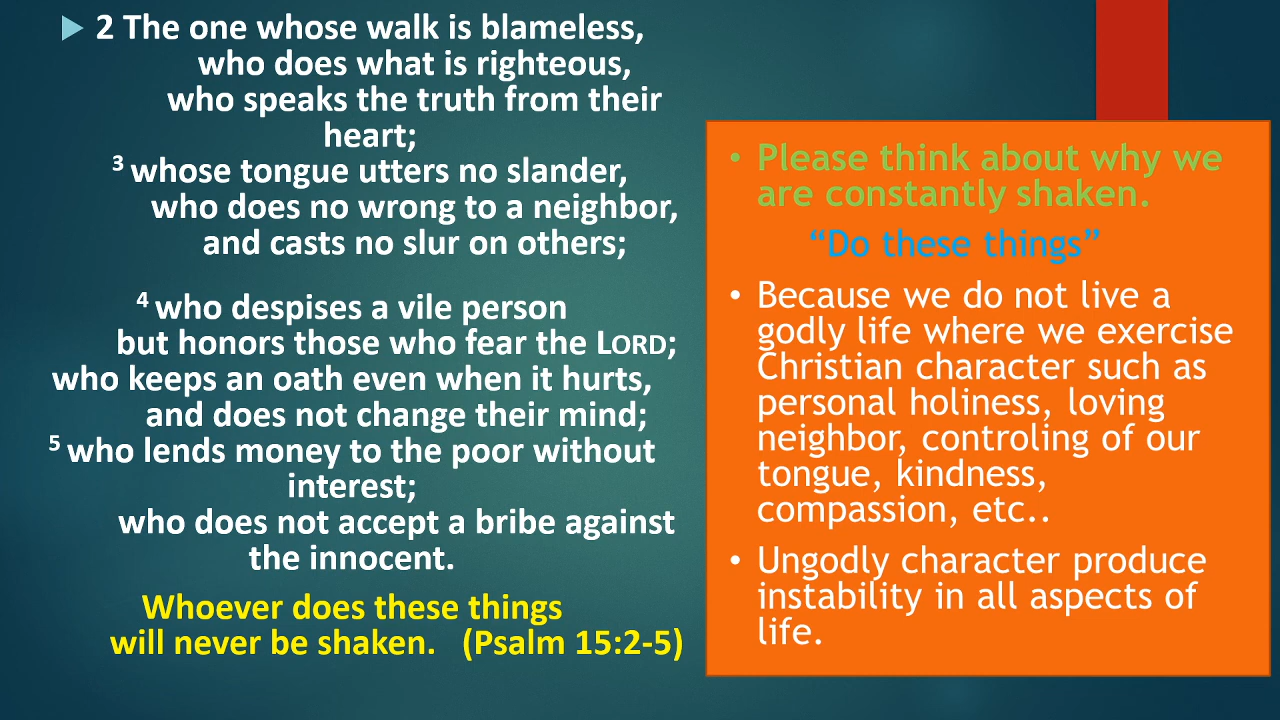 2 The one whose walk is blameless,
who does what is righteous,
who speaks the truth from their
heart;
3 whose tongue utters no slander,
who does no wrong to a neighbor,
and casts no slur on others;
4 who despises a vile person
but honors those who fear the LORD;
who keeps an oath even when it hurts,
and does not change their mind;
5 who lends money to the poor without
interest;
who does not accept a bribe against
the innocent.
Whoever does these things
will never be shaken. (Psalm 15:2-5)
• Please think about why we
are constantly shaken.
“Do these things”
• Because we do not live a
godly life where we exercise
Christian character such as
personal holiness, loving
neighbor, controling of our
tongue, kindness,
compassion, etc..
• Ungodly character produce
instability in all aspects of
life.